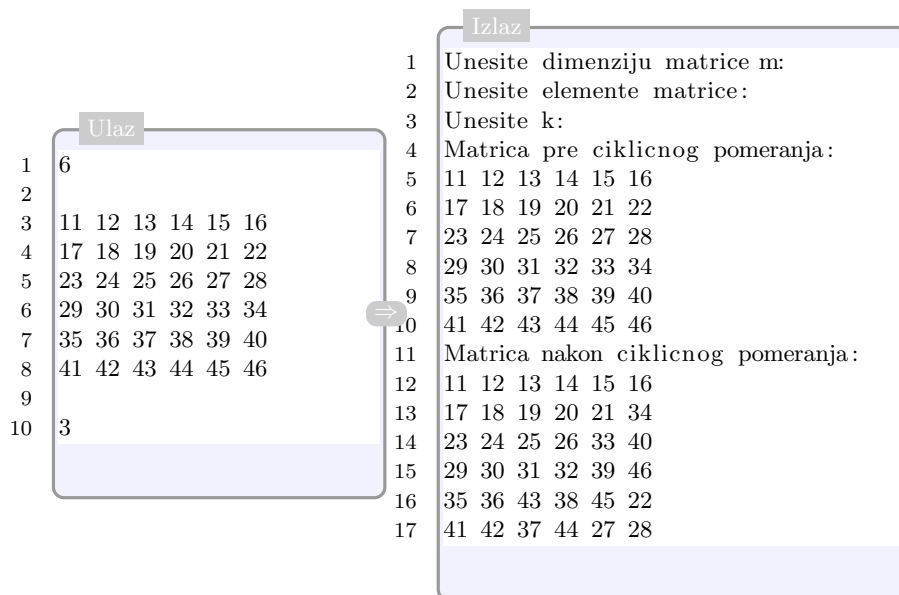 Ulaz
1 6
2
3 11 12 13 14 15 16
4 17 18 19 20 21 22
5 23 24 25 26 27 28
6 29 30 31 32 33 34
7 35 36 37 38 39 40
8 41 42 43 44 45 46
9
10 3
⇒
Izlaz
1 Unesite dimenziju matrice m:
2 Unesite elemente matrice:
3 Unesite k:
4 Matrica pre ciklicnog pomeranja:
5 11 12 13 14 15 16
6 17 18 19 20 21 22
7 23 24 25 26 27 28
8 29 30 31 32 33 34
9 35 36 37 38 39 40
10 41 42 43 44 45 46
11 Matrica nakon ciklicnog pomeranja:
12 11 12 13 14 15 16
13 17 18 19 20 21 34
14 23 24 25 26 33 40
15 29 30 31 32 39 46
16 35 36 43 38 45 22
17 41 42 37 44 27 28